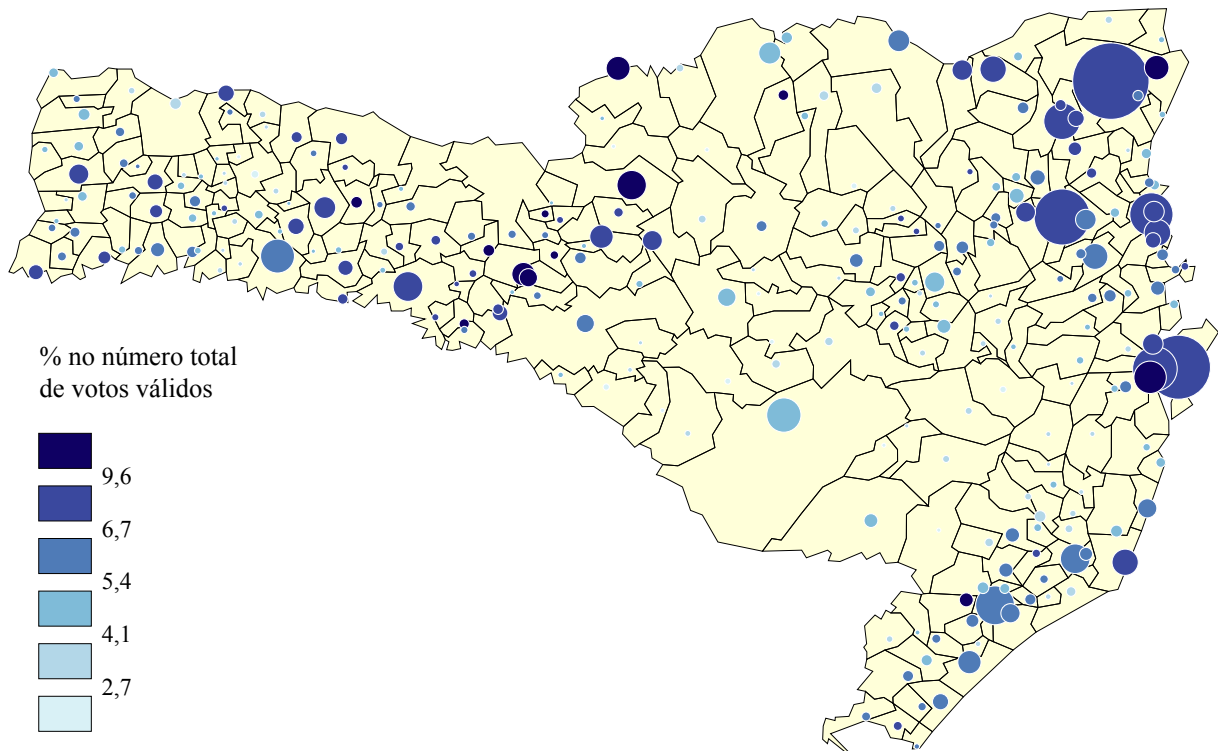 % no número total
de votos válidos
9,6
6,7
5,4
4,1
2,7